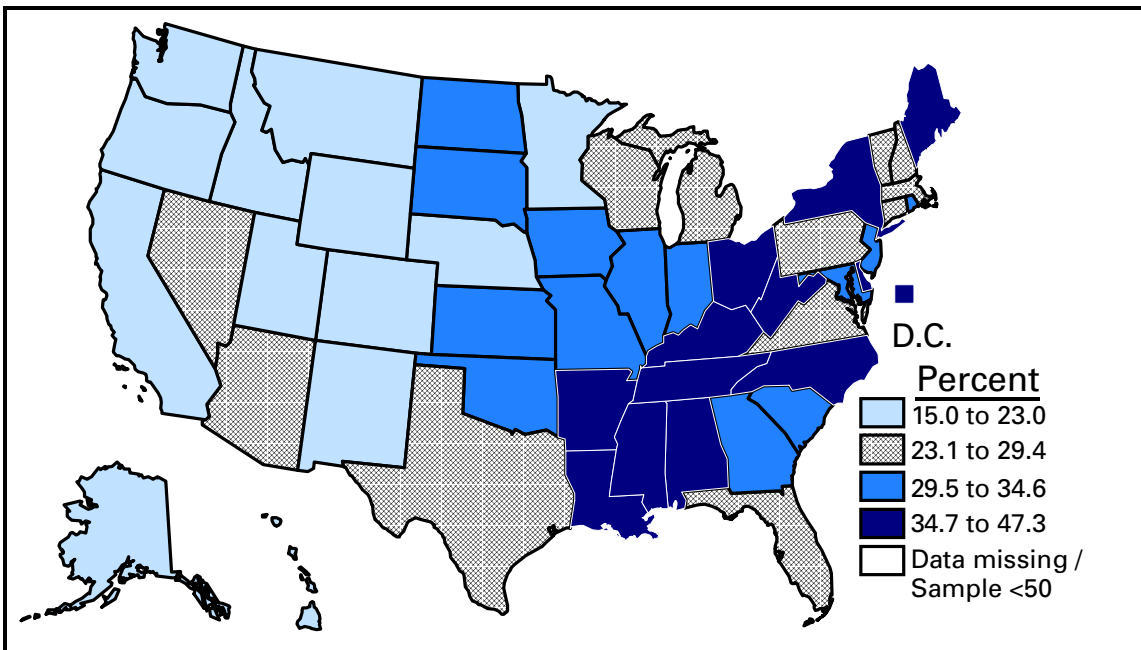 D.C.
Percent
15.0 to 23.0
23.1 to 29.4
29.5 to 34.6
34.7 to 47.3
Data missing /
Sample <50